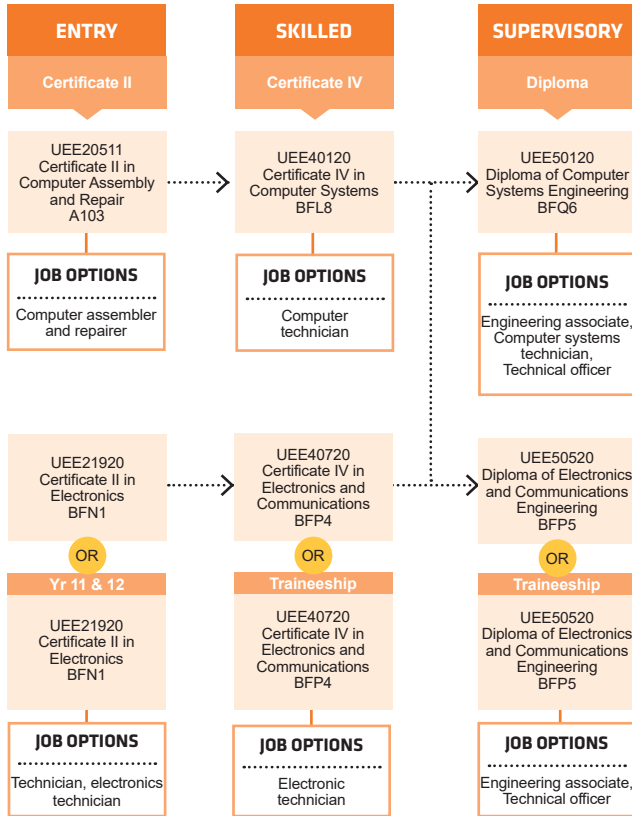 ENTRY
Certificate II
SKILLED
Certificate IV
SUPERVISORY
Diploma
UEE20511
Certificate II in
Computer Assembly
and Repair
A103
UEE40120
Certificate IV in
Computer Systems
BFL8
UEE50120
Diploma of Computer
Systems Engineering
BFQ6
JOB OPTIONS
Computer assembler
and repairer
JOB OPTIONS
Computer
technician
JOB OPTIONS
Engineering associate,
Computer systems
technician,
Technical officer
UEE21920
Certificate II in
Electronics
BFN1
UEE40720
Certificate IV in
Electronics and
Communications
BFP4
UEE50520
Diploma of Electronics
and Communications
Engineering
BFP5
OR
OR
OR
Yr 11 & 12
UEE21920
Certificate II in
Electronics
BFN1
Traineeship
UEE40720
Certificate IV in
Electronics and
Communications
BFP4
Traineeship
UEE50520
Diploma of Electronics
and Communications
Engineering
BFP5
JOB OPTIONS
Technician, electronics
technician
JOB OPTIONS
Electronic
technician
JOB OPTIONS
Engineering associate,
Technical officer